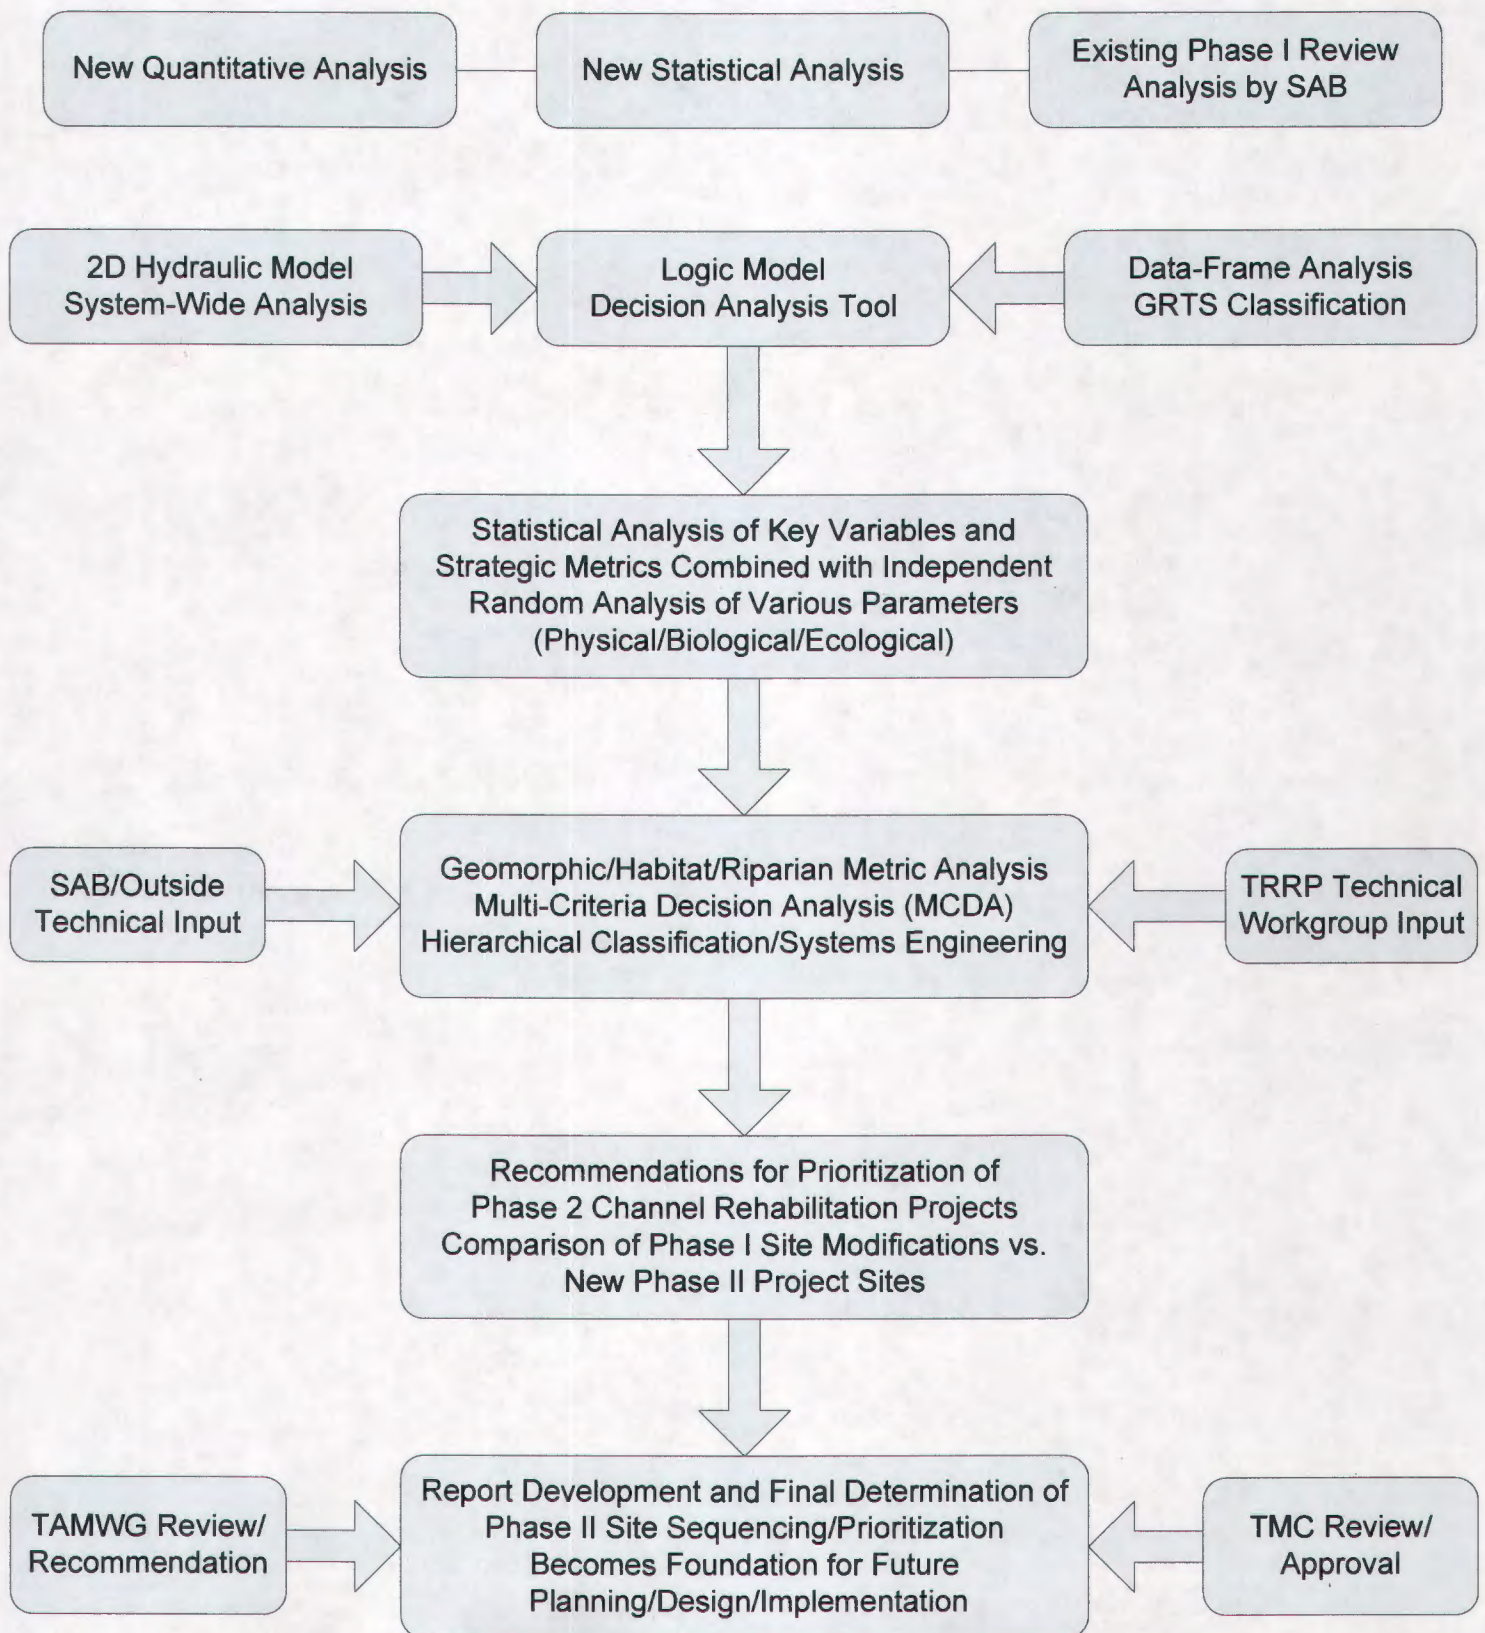 New Quantitative Analysis
New Statistical Analysis
Existing Phase I Review
Analysis by SAB
2D Hydraulic Model
System-Wide Analysis
Logic Model
Decision Analysis Tool
Data-Frame Analysis
GRTS Classification
Statistical Analysis of Key Variables and
Strategic Metrics Combined with Independent
Random Analysis of Various Parameters
(Physical/Biological/Ecological)
SAB/Outside
Technical Input
Geomorphic/Habitat/Riparian Metric Analysis
Multi-Criteria Decision Analysis (MCDA)
Hierarchical Classification/Systems Engineering
TRRP Technical
Workgroup Input
Recommendations for Prioritization of
Phase 2 Channel Rehabilitation Projects
Comparison of Phase I Site Modifications vs.
New Phase II Project Sites
TAMWG Review/
Recommendation
Report Development and Final Determination of
Phase II Site Sequencing/Prioritization
Becomes Foundation for Future
Planning/Design/Implementation
TMC Review/
Approval